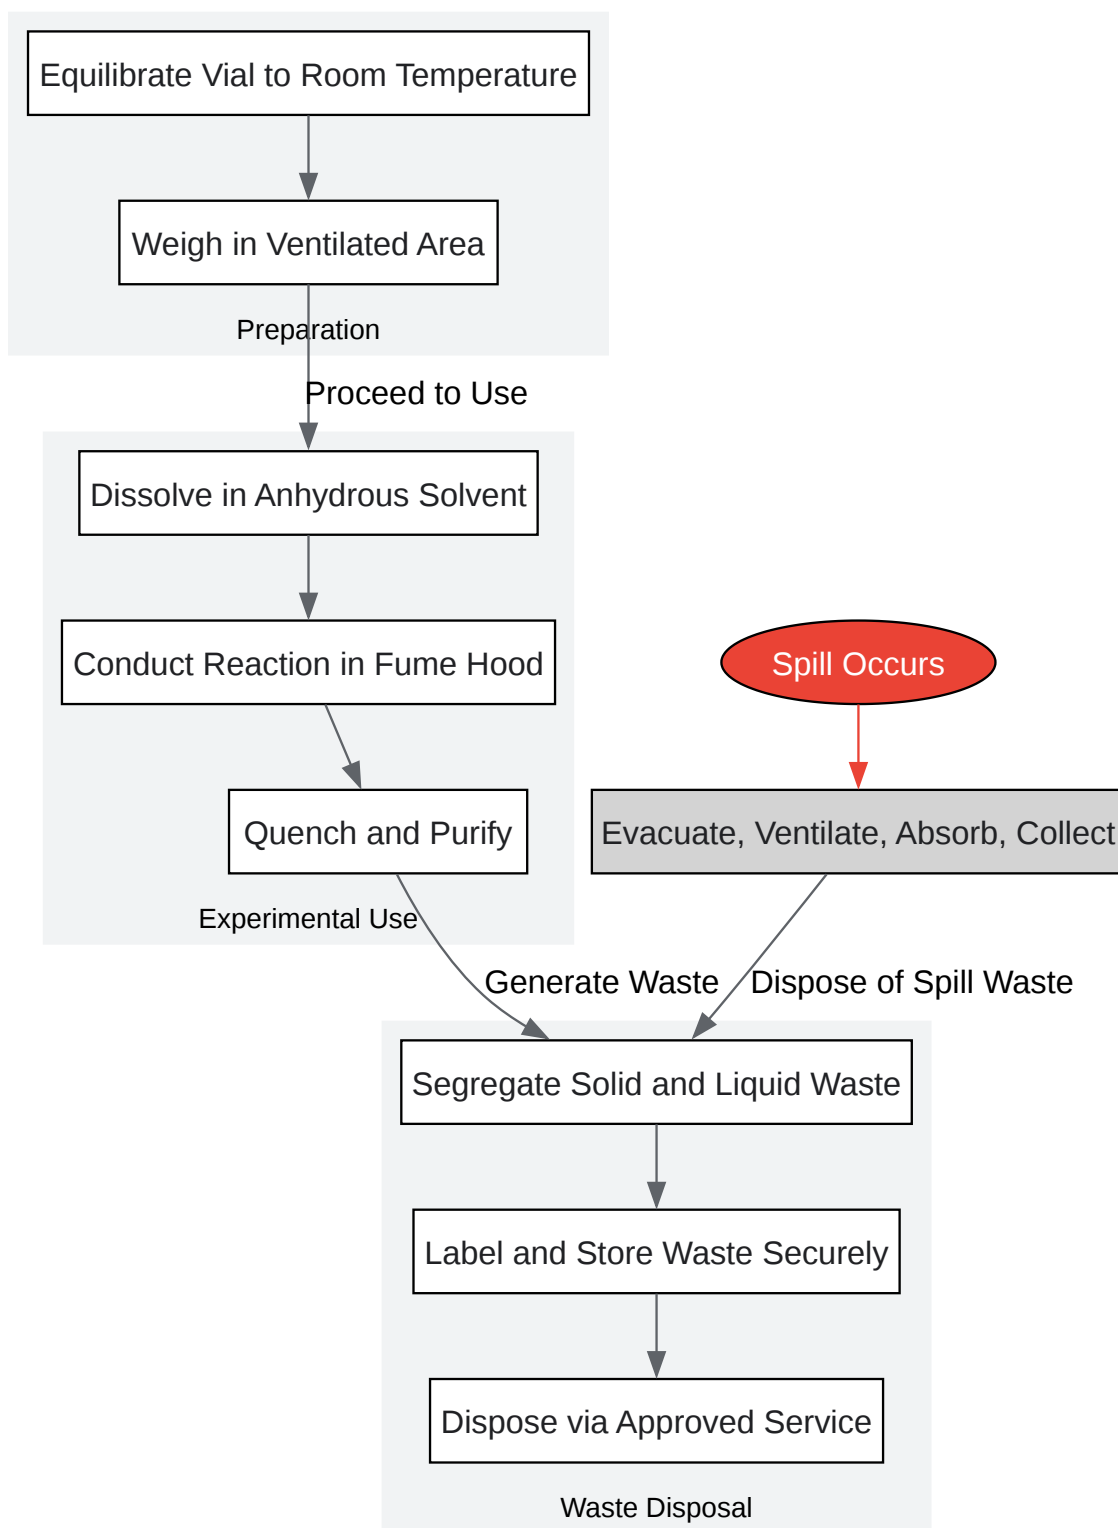 Equilibrate Vial to Room Temperature
Weigh in Ventilated Area
Preparation
Proceed to Use
Dissolve in Anhydrous Solvent
Conduct Reaction in Fume Hood
Spill Occurs
Quench and Purify
Evacuate, Ventilate, Absorb, Collect
Experimental Use
Generate Waste
Dispose of Spill Waste
Segregate Solid and Liquid Waste
Label and Store Waste Securely
Dispose via Approved Service
Waste Disposal